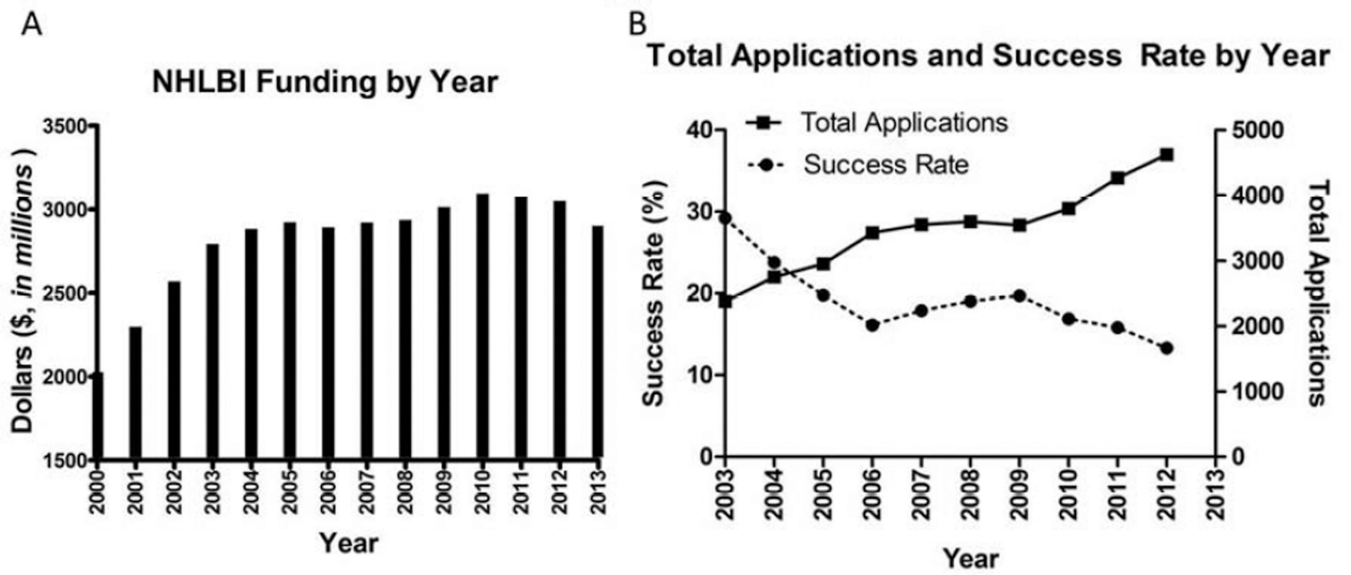 A
NHLBI Funding by Year
Dollars ($, in millions )
3500
3000
2500
2000
1500
2000 2001 2002 2003 2004 2005 2006 2007 2008 2009 2010 2011 2012 2013
Year
B
Total Applications and Success Rate by Year
Total Applications
Success Rate
Success Rate (%)
40
30
20
10
0
5000
4000
3000
2000
1000
0
Total Applications
2003 2004 2005 2006 2007 2008 2009 2010 2011 2012 2013
Year